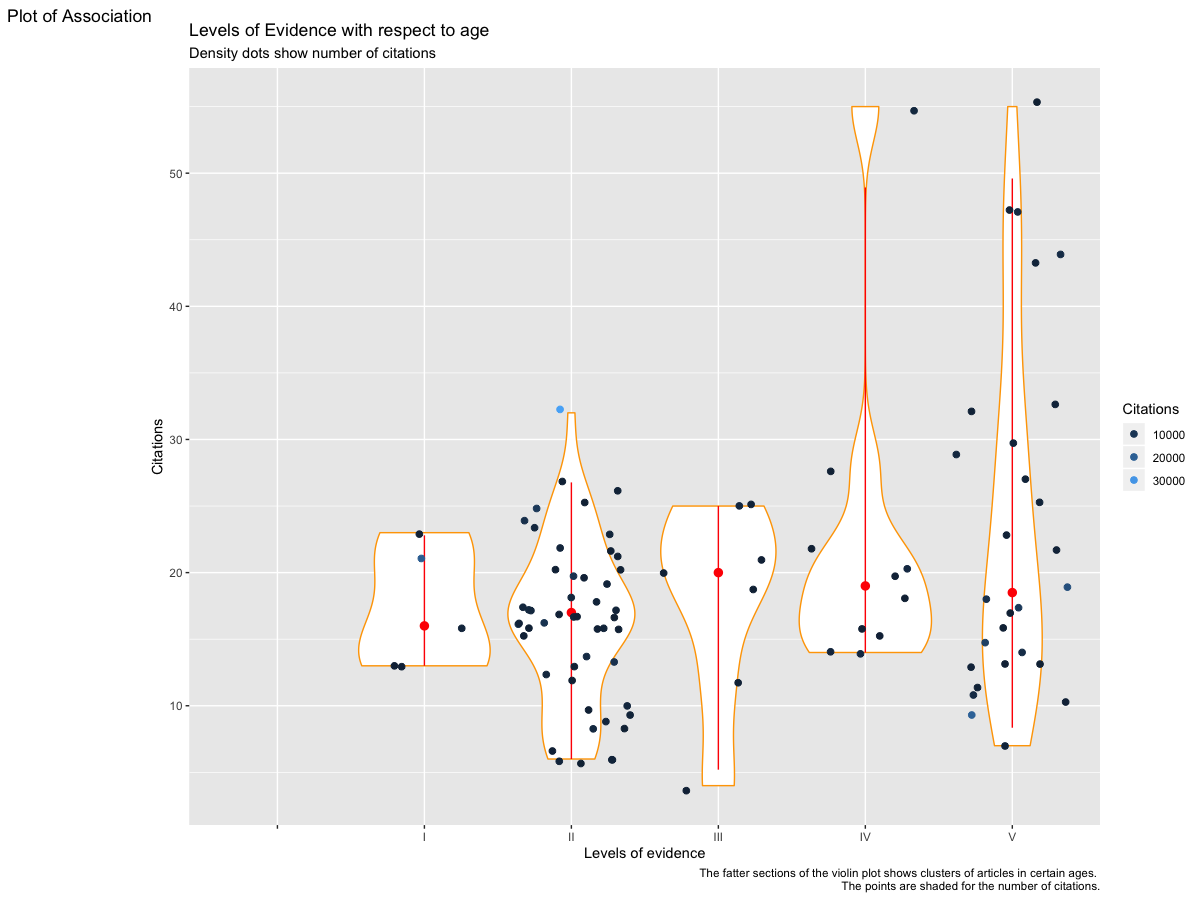 Plot of Association
Levels of Evidence with respect to age
Density dots show number of citations
50
40
30
20
10
Citations
I II III IV V
Levels of evidence
Citations
10000
20000
30000
The fatter sections of the violin plot shows clusters of articles in certain ages.
The points are shaded for the number of citations.